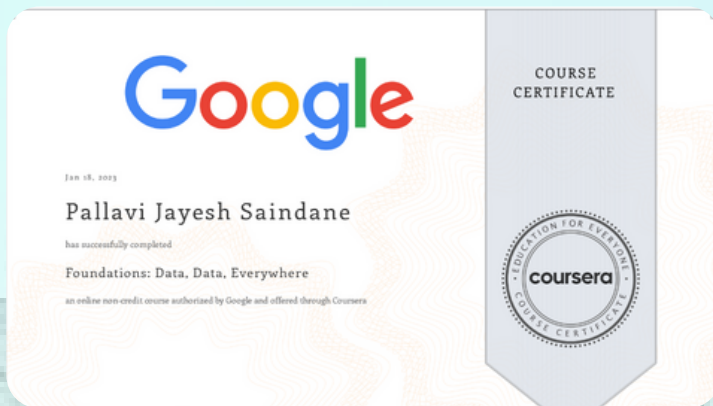 Google
COURSE
CERTIFICATE
Jan 18, 2023
Pallavi Jayesh Saindane
has successfully completed
Foundations: Data, Data, Everywhere
an online non-credit course authorized by Google and offered through Coursera
EDUCATION FOR EVERYONE
coursera
COURSE CERTIFICATE